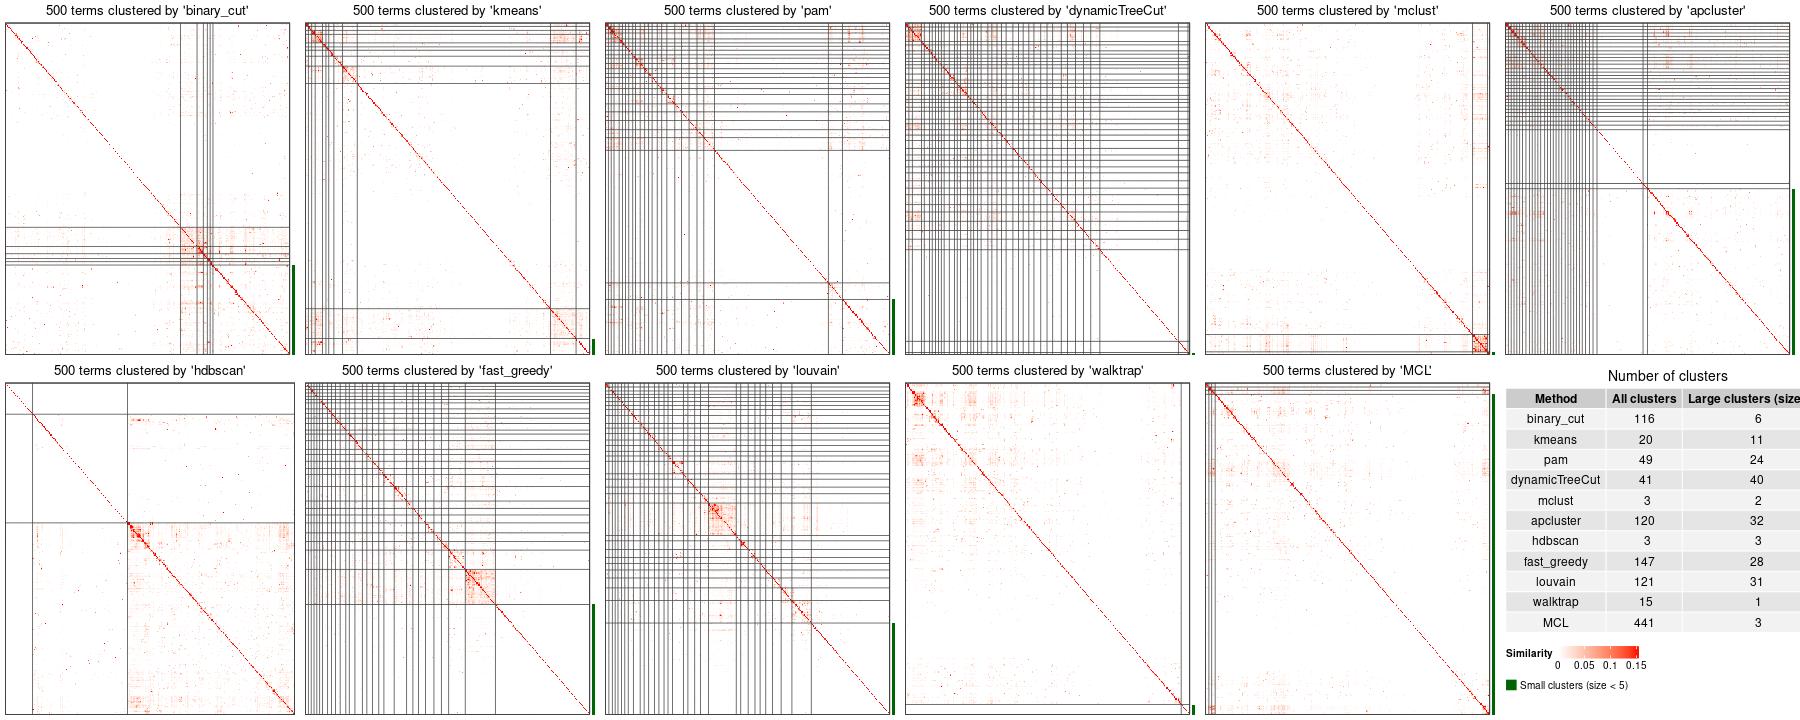 500 terms clustered by 'binary_cut'
500 terms clustered by 'kmeans'
500 terms clustered by 'pam'
500 terms clustered by 'dynamicTreeCut'
500 terms clustered by 'mclust'
500 terms clustered by 'apcluster'
500 terms clustered by 'hdbscan'
500 terms clustered by 'fast_greedy'
500 terms clustered by 'louvain'
500 terms clustered by 'walktrap'
500 terms clustered by 'MCL'
Number of clusters
Method All clusters Large clusters (size
binary_cut 116 6
kmeans 20 11
pam 49 24
dynamicTreeCut 41 40
mclust 3 2
apcluster 120 32
hdbscan 3 3
fast_greedy 147 28
louvain 121 31
walktrap 15 1
MCL 441 3
Similarity
0 0.05 0.1 0.15
Small clusters (size < 5)